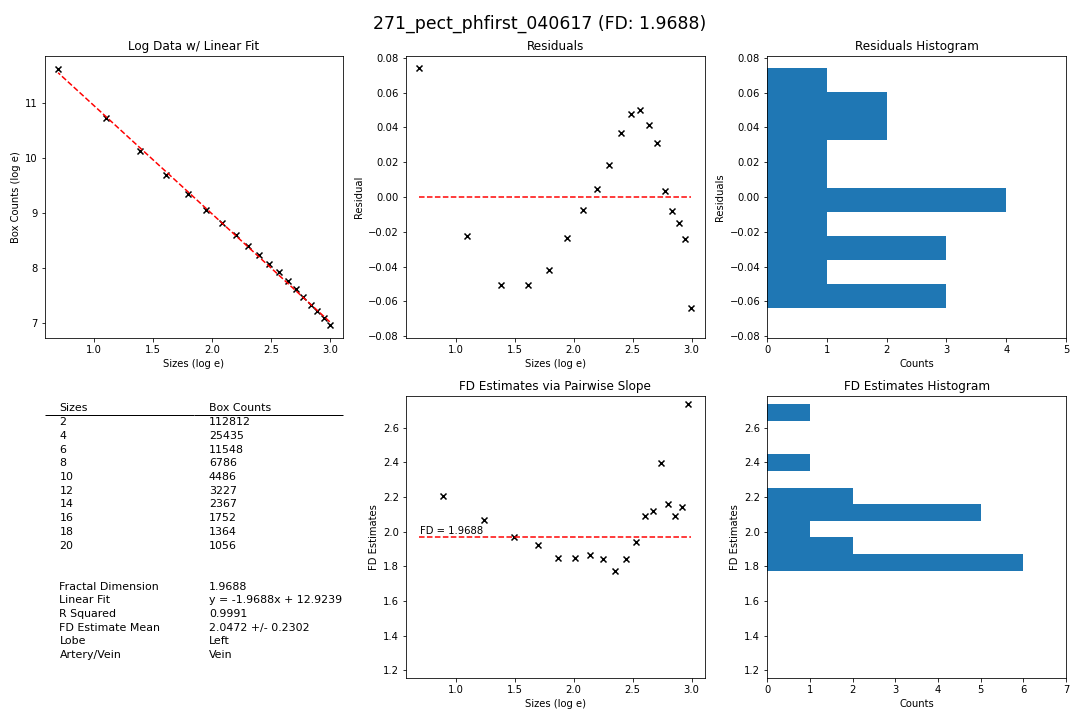 271_pect_phfirst_040617 (FD: 1.9688)
Log Data w/ Linear Fit
Box Counts (log e)
11
10
9
8
7
1.0 1.5 2.0 2.5 3.0
Sizes (log e)
Residuals
Residual
0.08
0.06
0.04
0.02
0.00
−0.02
−0.04
−0.06
−0.08
1.0 1.5 2.0 2.5 3.0
Sizes (log e)
Residuals Histogram
Residuals
0.08
0.06
0.04
0.02
0.00
−0.02
−0.04
−0.06
−0.08
0 1 2 3 4 5
Counts
Sizes Box Counts
2 112812
4 25435
6 11548
8 6786
10 4486
12 3227
14 2367
16 1752
18 1364
20 1056
Fractal Dimension 1.9688
Linear Fit y = -1.9688x + 12.9239
R Squared 0.9991
FD Estimate Mean 2.0472 +/- 0.2302
Lobe Left
Artery/Vein Vein
FD Estimates via Pairwise Slope
FD Estimates
2.6
2.4
2.2
2.0
1.8
1.6
1.4
1.2
FD = 1.9688
1.0 1.5 2.0 2.5 3.0
Sizes (log e)
FD Estimates Histogram
FD Estimates
2.6
2.4
2.2
2.0
1.8
1.6
1.4
1.2
0 1 2 3 4 5 6 7
Counts